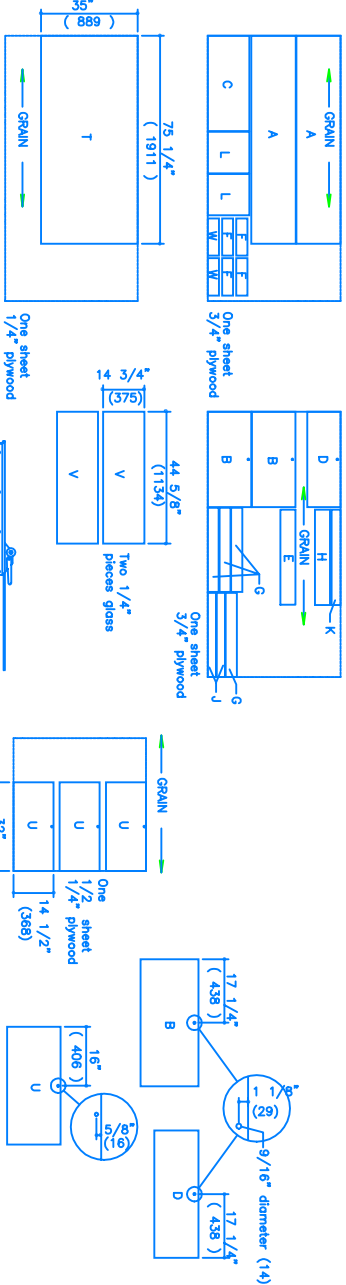 35"
( 889 )
GRAIN
T
75 1/4"
( 1911 )
One sheet
1/4" plywood
GRAIN
A
A
C
L
L
F
F
F
F
W
W
One sheet
3/4" plywood
14 3/4"
(375)
V
V
44 5/8"
(1134)
Two 1/4"
pieces glass
D
B
B
GRAIN
H
E
K
G
G
J
One sheet
3/4" plywood
GRAIN
U
U
U
One
1/2 sheet
1/4" plywood
14 1/2"
(368)
17 1/4"
( 438 )
B
1 1/8"
(29)
9/16" diameter (14)
D
17 1/4"
( 438 )
16"
( 406 )
U
5/8"
(16)